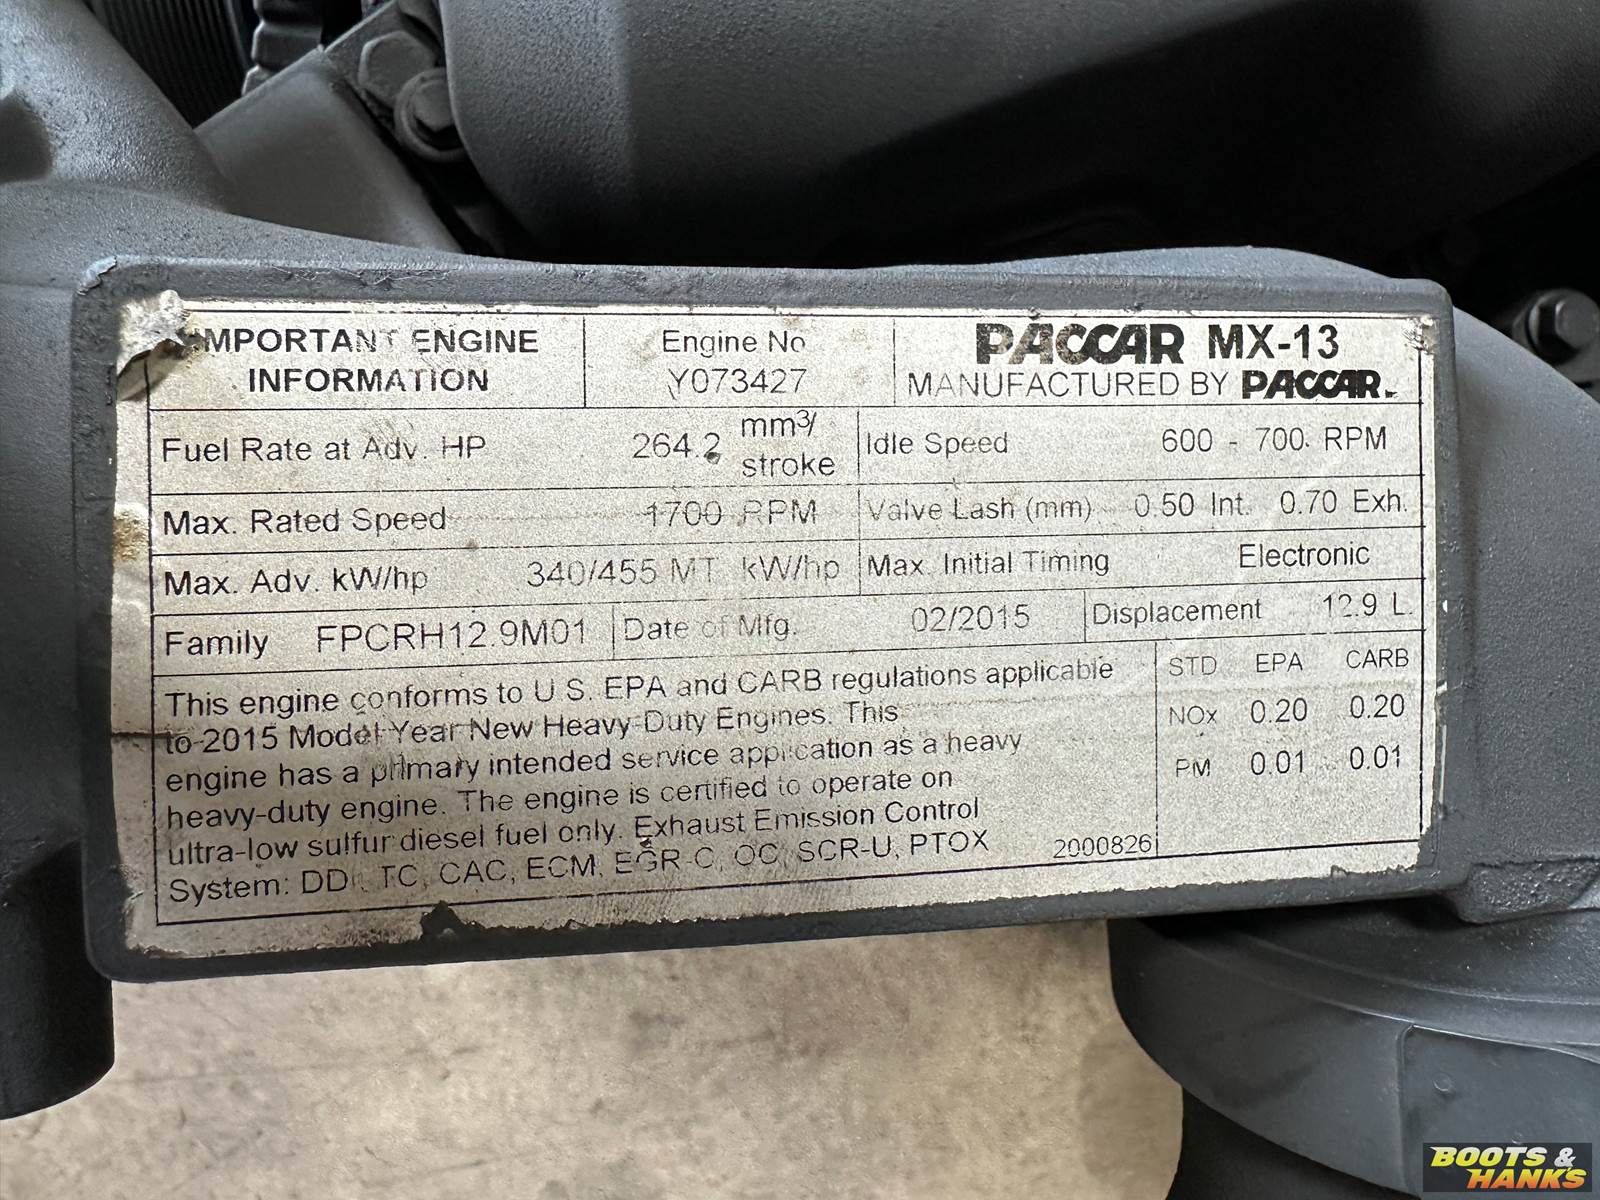 IMPORTANT ENGINE
INFORMATION
Engine No
Y073427
PACCAR MX-13
MANUFACTURED BY PACCAR
Fuel Rate at Adv. HP 264.2 mm3/
stroke
Idle Speed 600 - 700 RPM
Max. Rated Speed 1700 RPM
Valve Lash (mm) 0.50 Int. 0.70 Exh.
Max. Adv. kW/hp 340/455 MT kW/hp
Max. Initial Timing Electronic
Family FPCRH12.9M01
Date of Mfg. 02/2015
Displacement 12.9 L.
This engine conforms to U.S. EPA and CARB regulations applicable
to 2015 Model Year New Heavy-Duty Engines. This
engine has a primary intended service application as a heavy
heavy-duty engine. The engine is certified to operate on
ultra-low sulfur diesel fuel only. Exhaust Emission Control
System: DDI, TC, CAC, ECM, EGR-C, OC, SCR-U, PTOX
2000826
STD EPA CARB
NOx 0.20 0.20
PM 0.01 0.01
BOOTS &
HANKS